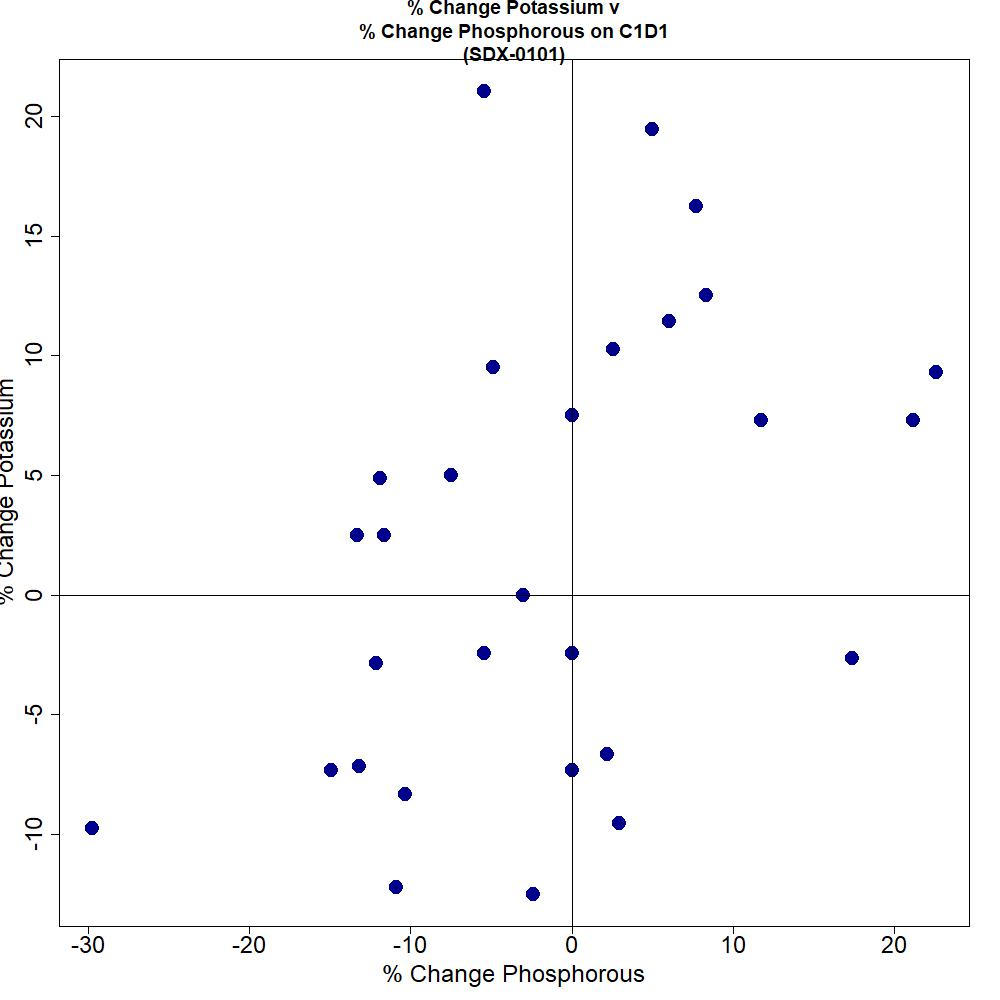 % Change Potassium v
% Change Phosphorous on C1D1
(SDX-0101)
% Change Potassium
20
15
10
5
0
-5
-10
-30
-20
-10
0
10
20
% Change Phosphorous